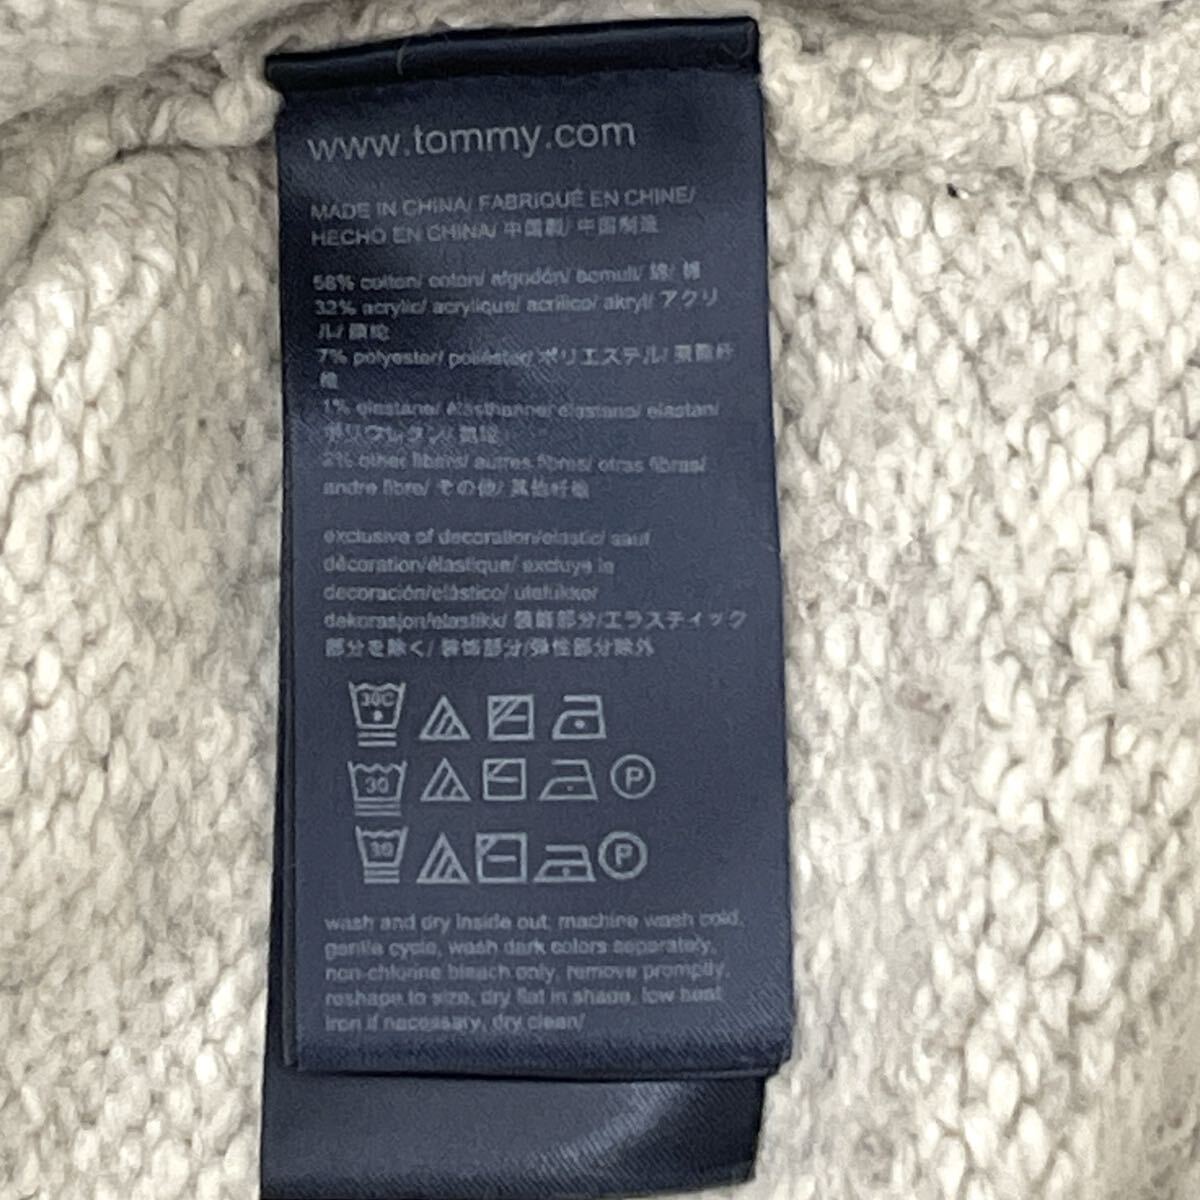 www.tommy.com
MADE IN CHINA/ FABRIQUÉ EN CHINE/
HECHO EN CHINA/ 中国製/ 中国制造
58% cotton/ coton/ algodón/ bomull/ 綿/ 棉
32% acrylic/ acrylique/ acrílico/ akryl/ アクリ
ル/ 腈纶
7% polyester/ poliéster/ ポリエステル/ 聚酯纤
维
1% elastane/ élasthanne/ elastano/ elastan/
ポリウレタン/ 氨纶
2% other fibers/ autres fibres/ otras fibras/
andre fibre/ その他/ 其他纤维
exclusive of decoration/elastic/ sauf
décoration/élastique/ excluye la
decoración/elástico/ utelukker
dekorasjon/elastikk/ 装飾部分/エラスティック
部分を除く/ 装饰部分/弹性部分除外
30C
30 P
30 P
wash and dry inside out, machine wash cold,
gentle cycle, wash dark colors separately,
non-chlorine bleach only, remove promptly,
reshape to size, dry flat in shade, low heat
iron if necessary, dry clean/